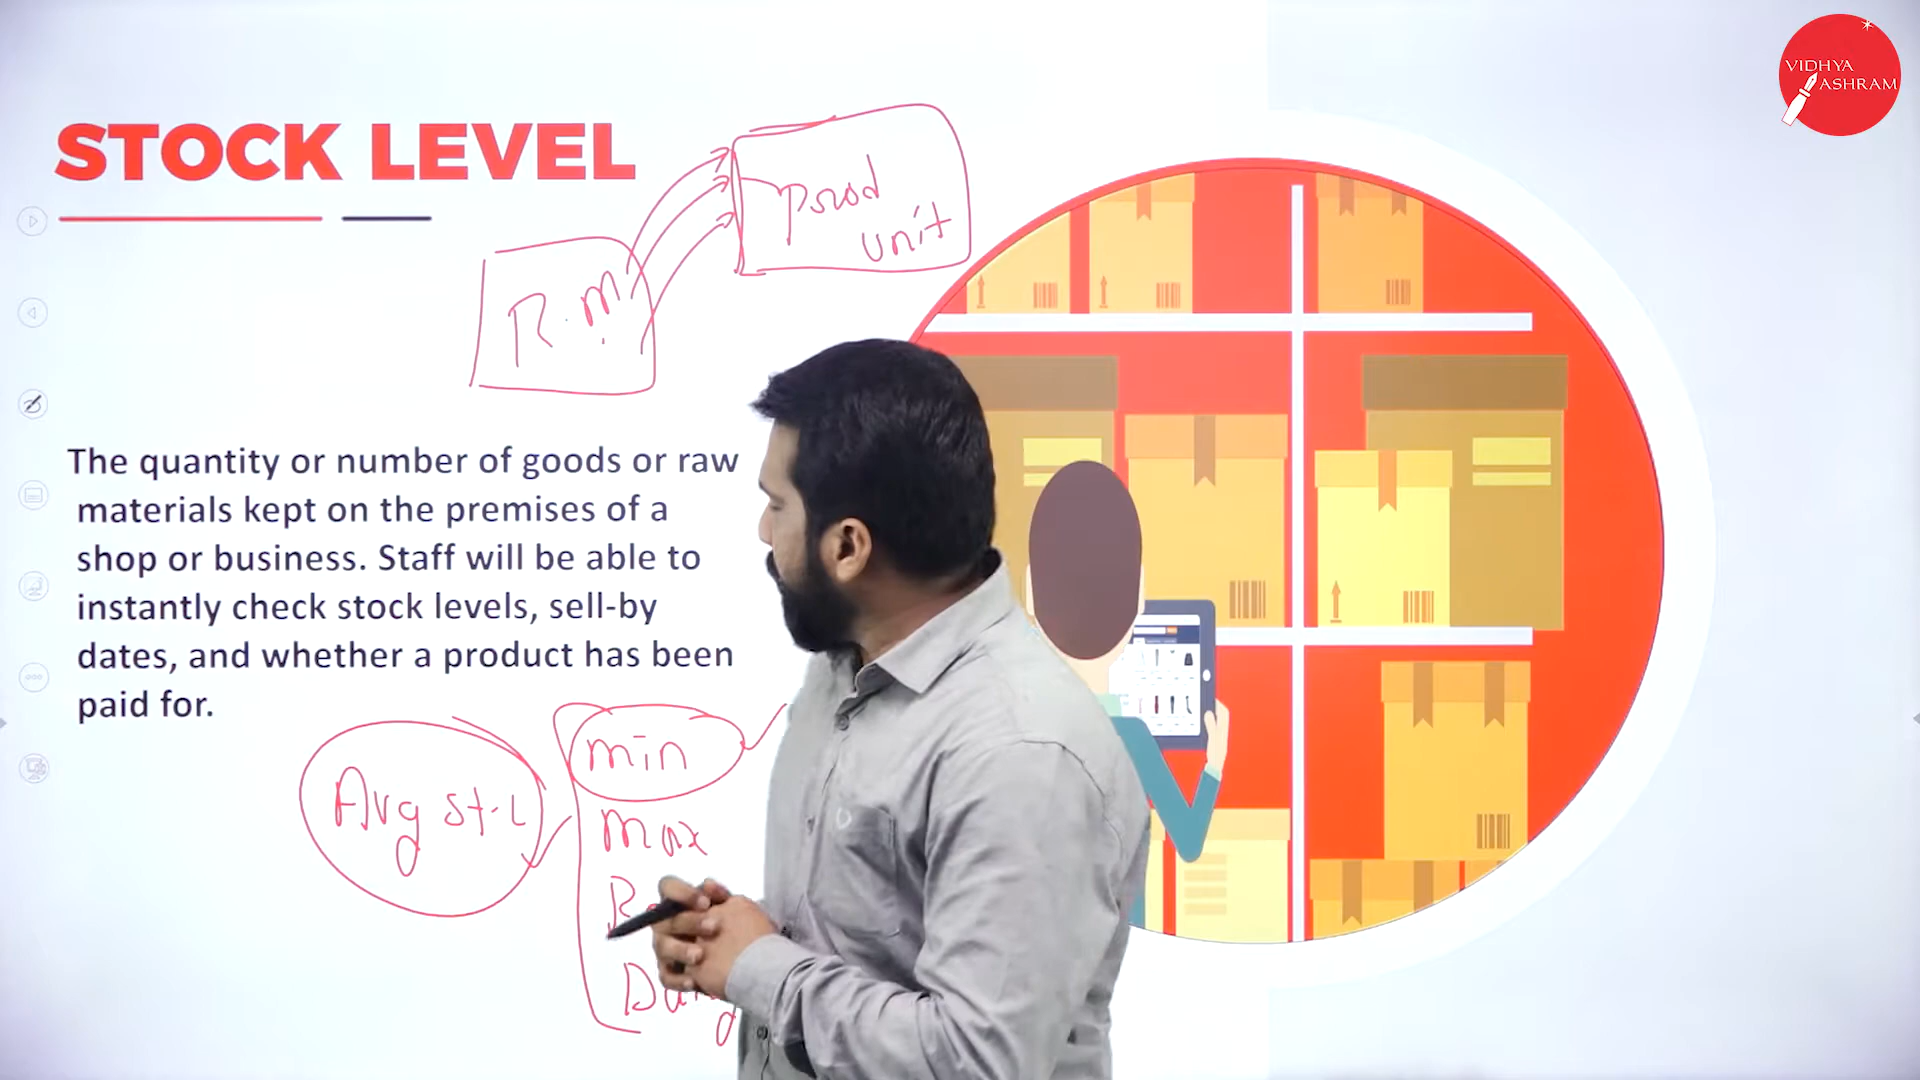 VIDHYA
ASHRAM
STOCK LEVEL
Prod
unit
R.M
The quantity or number of goods or raw
materials kept on the premises of a
shop or business. Staff will be able to
instantly check stock levels, sell-by
dates, and whether a product has been
paid for.
min
Avg St.L
Max